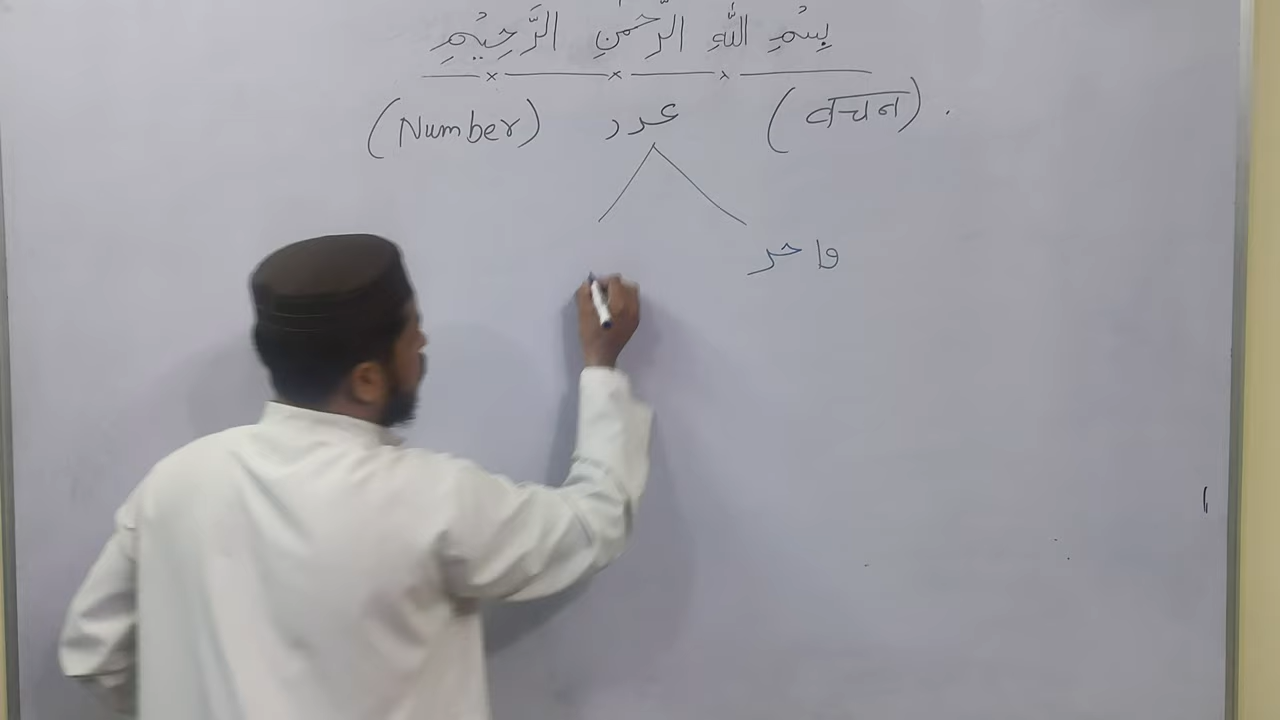 بِسْمِ اللّٰهِ الرَّحْمٰنِ الرَّحِيْمِ
(Number) عدد (वचन).
واحد